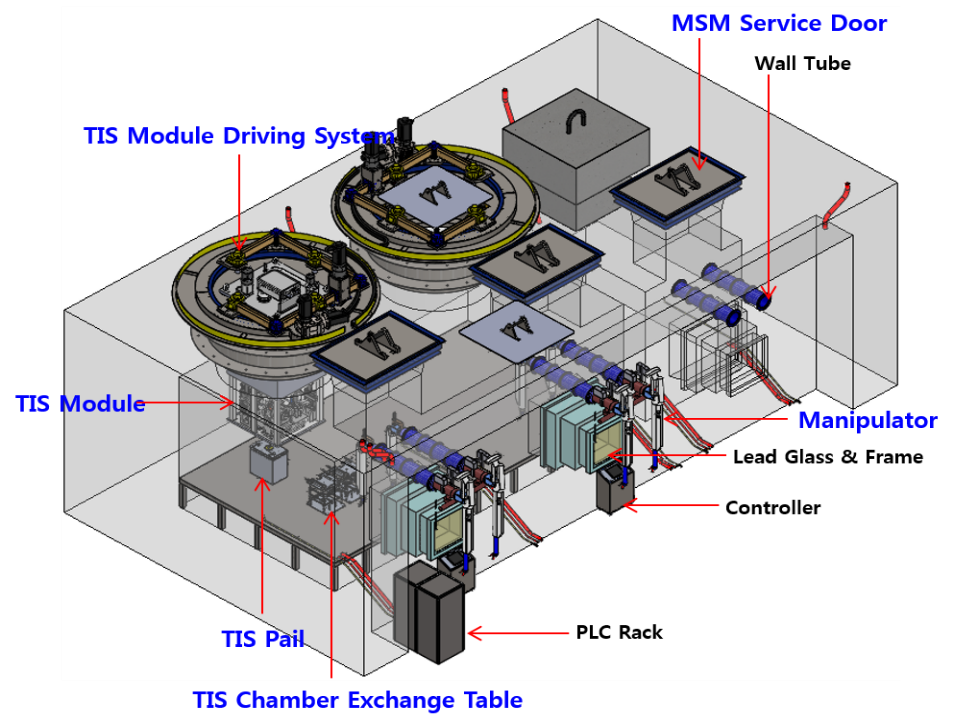 MSM Service Door
Wall Tube
TIS Module Driving System
TIS Module
Manipulator
Lead Glass & Frame
Controller
PLC Rack
TIS Pail
TIS Chamber Exchange Table